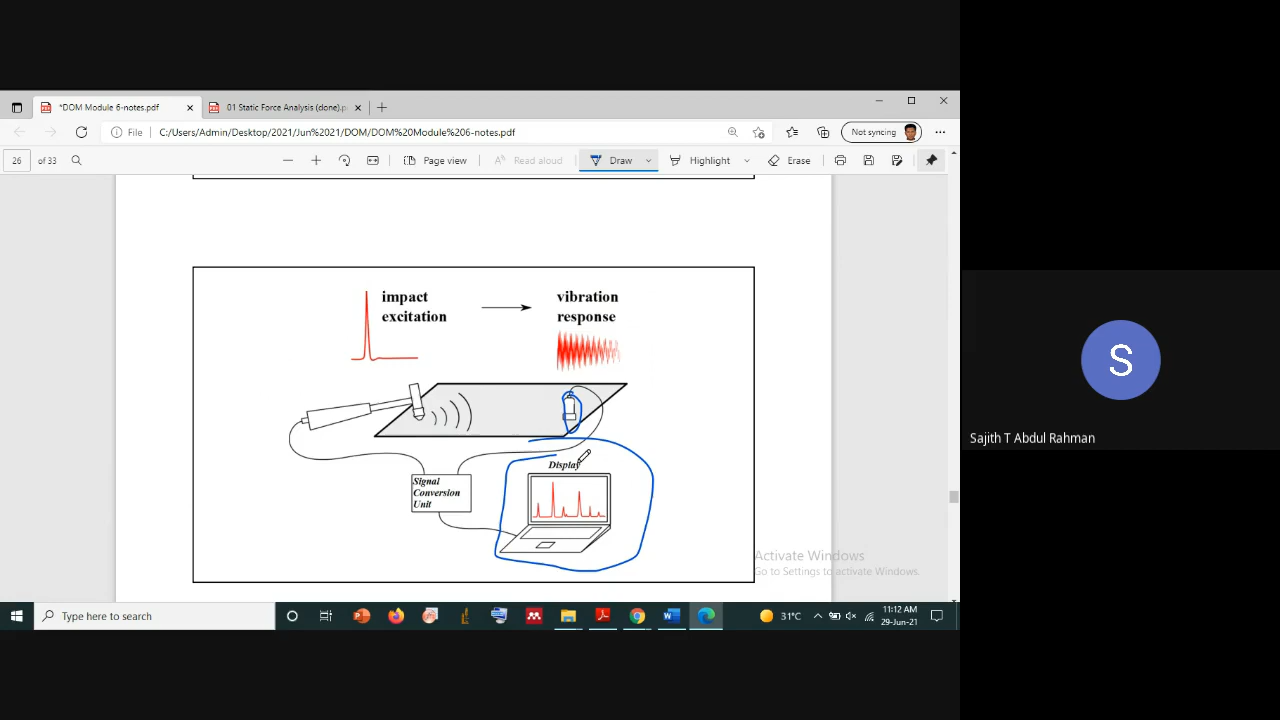 *DOM Module 6-notes.pdf
01 Static Force Analysis (done).p
File
C:/Users/Admin/Desktop/2021/Jun%2021/DOM/DOM%20Module%206-notes.pdf
Not syncing
26 of 33
Page view
Read aloud
Draw
Highlight
Erase
impact
excitation
vibration
response
Display
Signal
Conversion
Unit
Activate Windows
Go to Settings to activate Windows.
S
Sajith T Abdul Rahman
Type here to search
31°C
11:12 AM
29-Jun-21